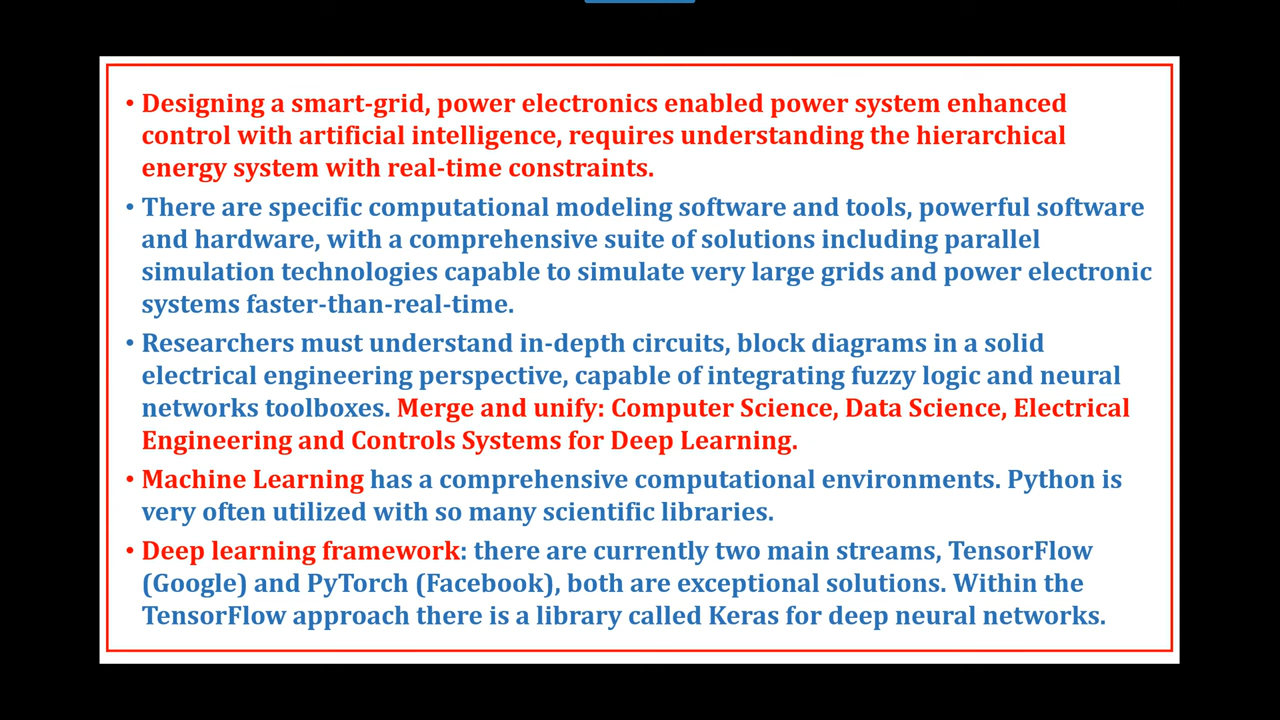 • Designing a smart-grid, power electronics enabled power system enhanced
control with artificial intelligence, requires understanding the hierarchical
energy system with real-time constraints.
• There are specific computational modeling software and tools, powerful software
and hardware, with a comprehensive suite of solutions including parallel
simulation technologies capable to simulate very large grids and power electronic
systems faster-than-real-time.
• Researchers must understand in-depth circuits, block diagrams in a solid
electrical engineering perspective, capable of integrating fuzzy logic and neural
networks toolboxes. Merge and unify: Computer Science, Data Science, Electrical
Engineering and Controls Systems for Deep Learning.
• Machine Learning has a comprehensive computational environments. Python is
very often utilized with so many scientific libraries.
• Deep learning framework: there are currently two main streams, TensorFlow
(Google) and PyTorch (Facebook), both are exceptional solutions. Within the
TensorFlow approach there is a library called Keras for deep neural networks.